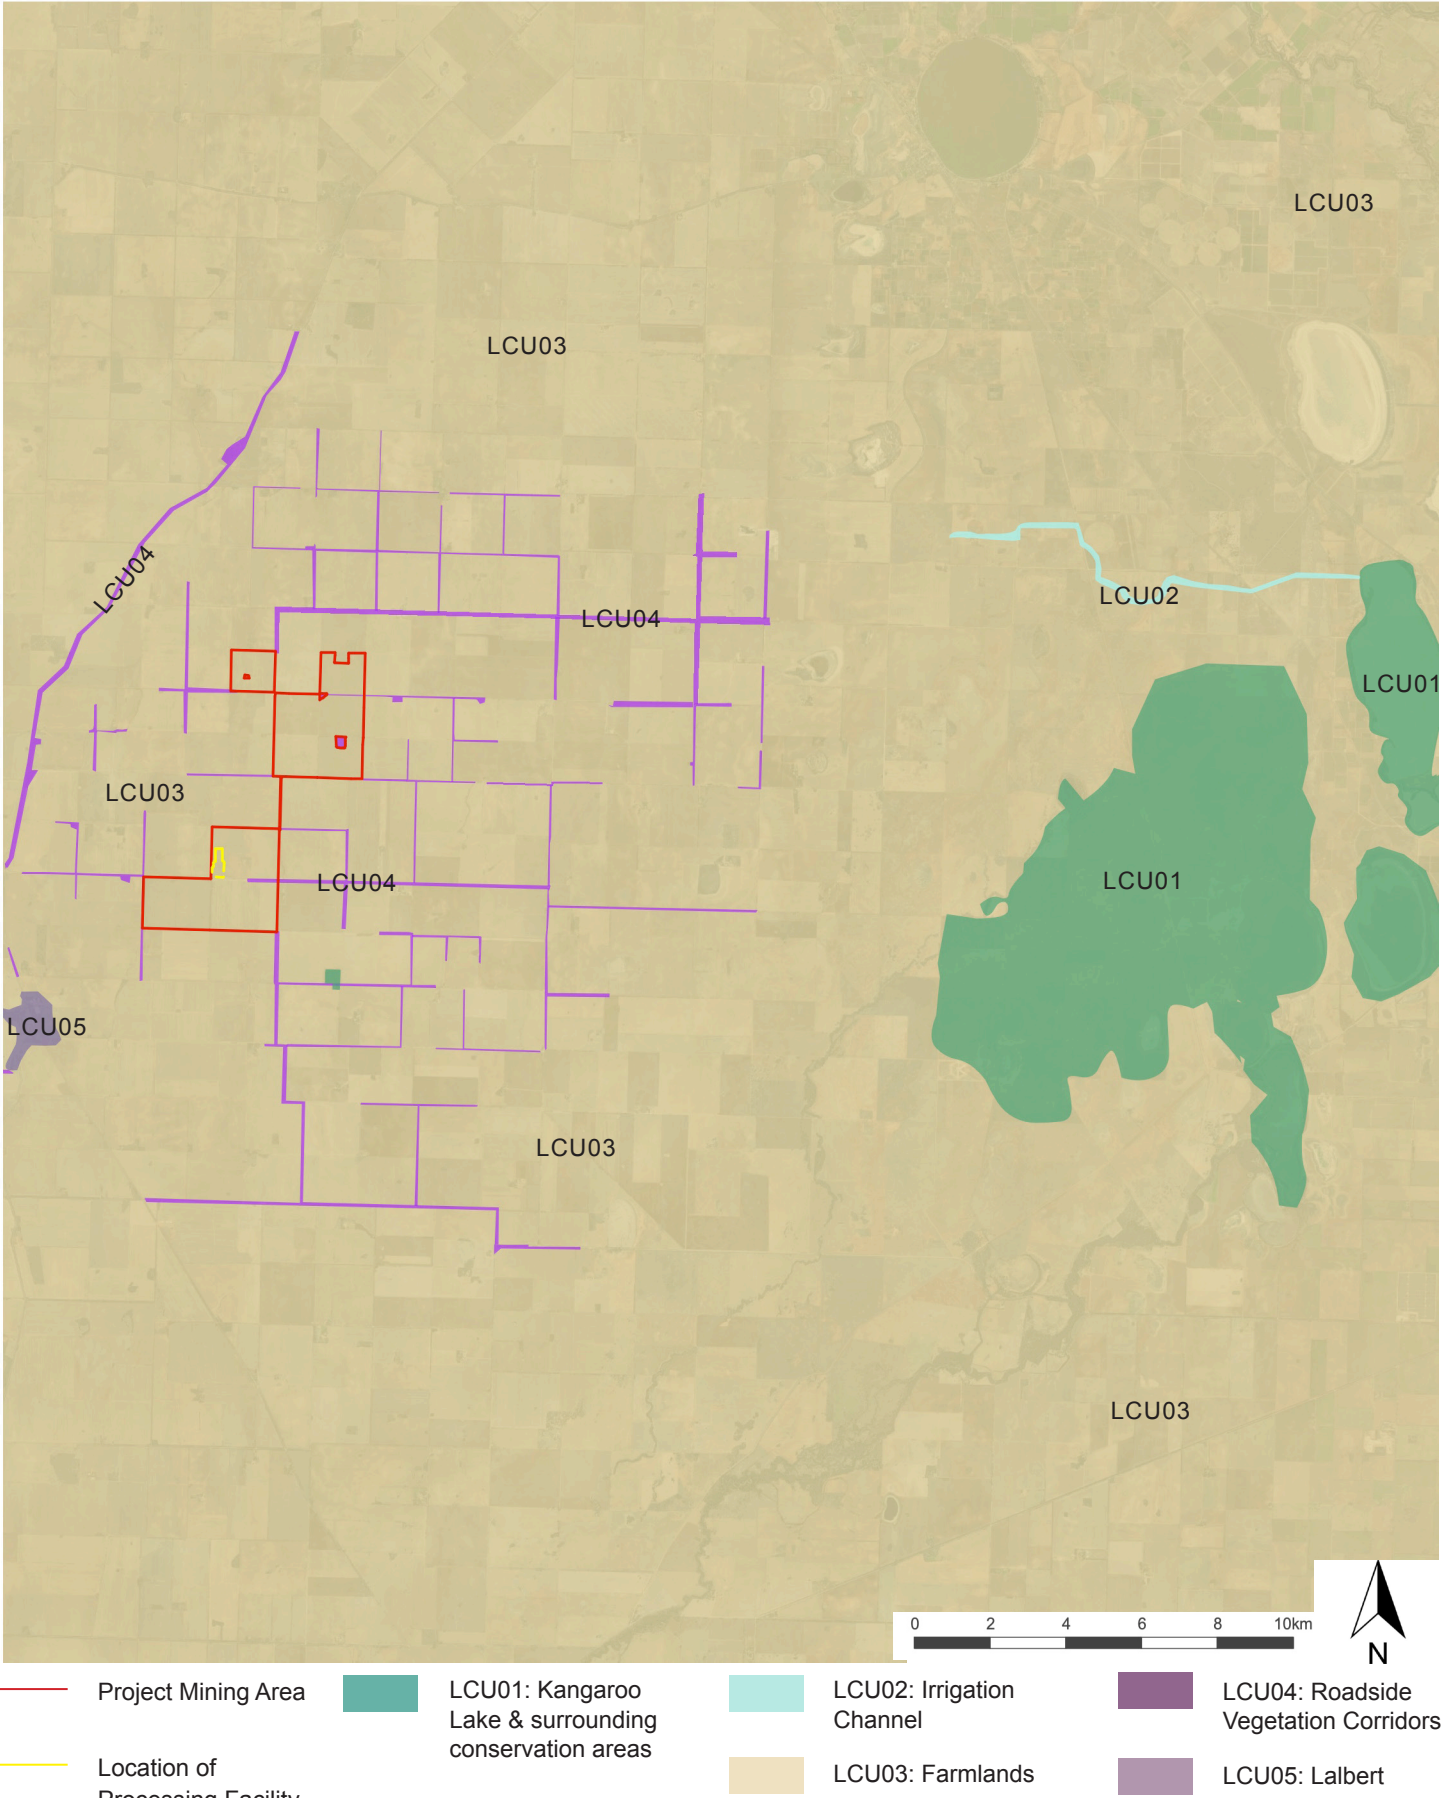 LCU03
LCU03
LCU04
LCU02
LCU04
LCU01
LCU03
LCU01
LCU04
LCU05
LCU03
LCU03
0 2 4 6 8 10km
N
Project Mining Area
LCU01: Kangaroo
Lake & surrounding
conservation areas
LCU02: Irrigation
Channel
LCU04: Roadside
Vegetation Corridors
Location of
Processing Facility
LCU03: Farmlands
LCU05: Lalbert